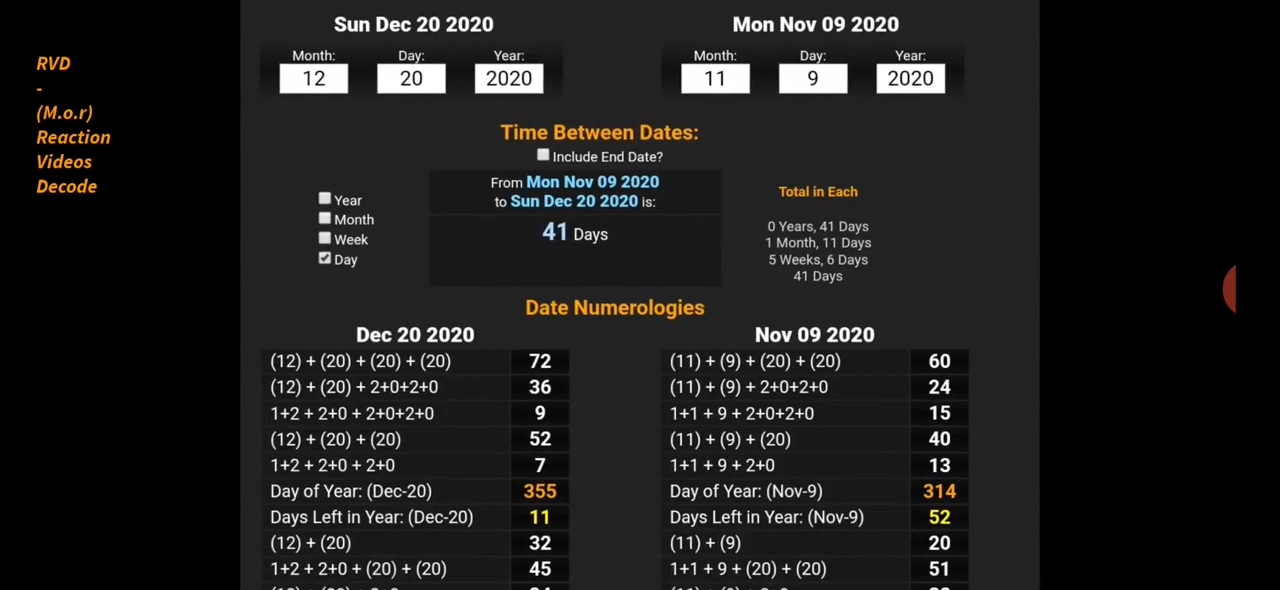 Sun Dec 20 2020
Mon Nov 09 2020
Month:
Day:
Year:
Month:
Day:
Year:
12
20
2020
11
9
2020
RVD
-
(M.o.r)
Reaction
Videos
Decode
Time Between Dates:
Include End Date?
Year
Month
Week
Day
From Mon Nov 09 2020
to Sun Dec 20 2020 is:
41 Days
Total in Each
0 Years, 41 Days
1 Month, 11 Days
5 Weeks, 6 Days
41 Days
Date Numerologies
Dec 20 2020
(12) + (20) + (20) + (20) 72
(12) + (20) + 2+0+2+0 36
1+2 + 2+0 + 2+0+2+0 9
(12) + (20) + (20) 52
1+2 + 2+0 + 2+0 7
Day of Year: (Dec-20) 355
Days Left in Year: (Dec-20) 11
(12) + (20) 32
1+2 + 2+0 + (20) + (20) 45
Nov 09 2020
(11) + (9) + (20) + (20) 60
(11) + (9) + 2+0+2+0 24
1+1 + 9 + 2+0+2+0 15
(11) + (9) + (20) 40
1+1 + 9 + 2+0 13
Day of Year: (Nov-9) 314
Days Left in Year: (Nov-9) 52
(11) + (9) 20
1+1 + 9 + (20) + (20) 51